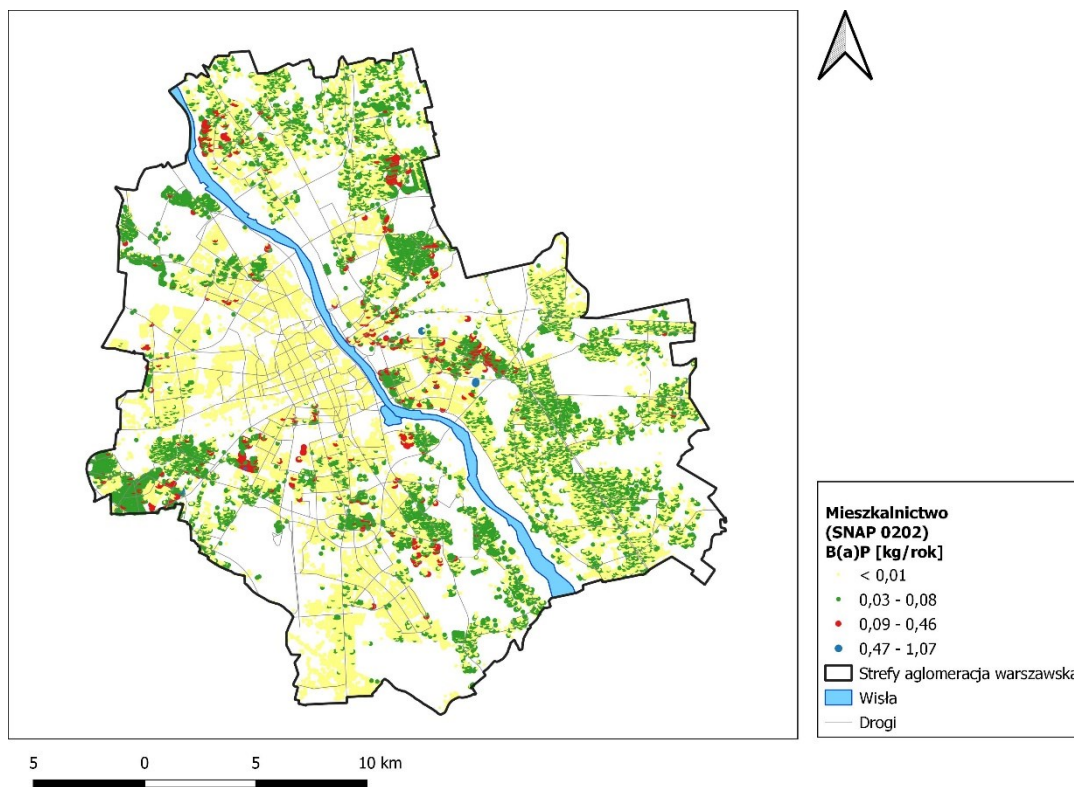 Mieszkalnictwo
(SNAP 0202)
B(a)P [kg/rok]
< 0,01
0,03 - 0,08
0,09 - 0,46
0,47 - 1,07
Strefy aglomeracja warszawska
Wisła
Drogi
5 0 5 10 km